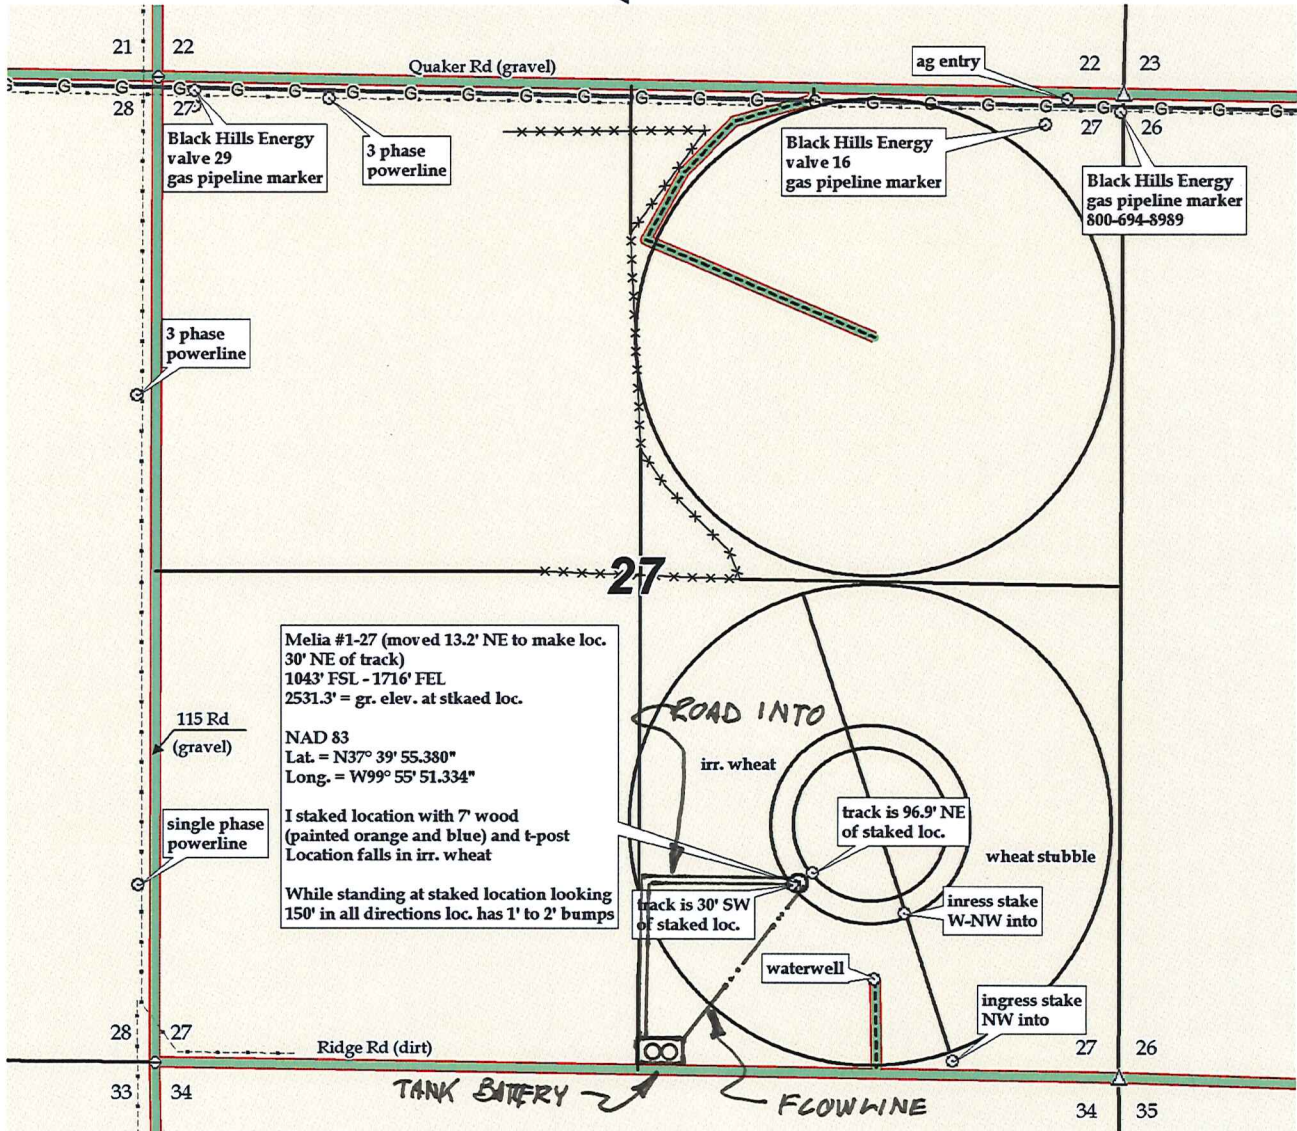 21 22
Quaker Rd (gravel)
ag entry
22 23
G G G G G G G G G G G G G G G G G G G G G G
28 27
27 26
Black Hills Energy
valve 29
gas pipeline marker
3 phase
powerline
Black Hills Energy
valve 16
gas pipeline marker
Black Hills Energy
gas pipeline marker
800-694-8989
3 phase
powerline
27
Melia #1-27 (moved 13.2' NE to make loc.
30' NE of track)
1043' FSL - 1716' FEL
2531.3' = gr. elev. at stkaed loc.
NAD 83
Lat. = N37° 39' 55.380"
Long. = W99° 55' 51.334"
I staked location with 7' wood
(painted orange and blue) and t-post
Location falls in irr. wheat
While standing at staked location looking
150' in all directions loc. has 1' to 2' bumps
115 Rd
(gravel)
ROAD INTO
irr. wheat
single phase
powerline
track is 96.9' NE
of staked loc.
wheat stubble
track is 30' SW
of staked loc.
inress stake
W-NW into
waterwell
ingress stake
NW into
28 27
Ridge Rd (dirt)
27 26
33 34
TANK BATTERY
FLOWLINE
34 35